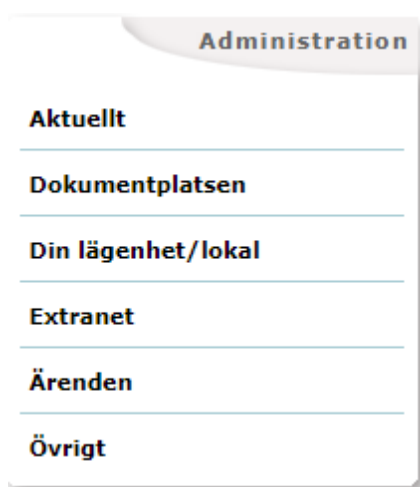 Administration
Aktuellt
Dokumentplatsen
Din lägenhet/lokal
Extranet
Ärenden
Övrigt